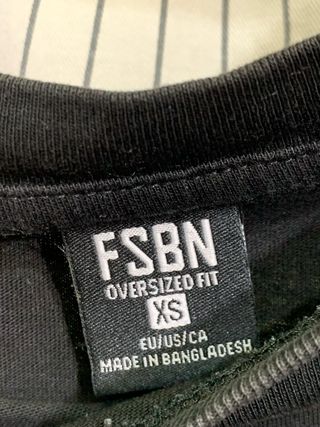 FSBN
OVERSIZED FIT
XS
EU/US/CA
MADE IN BANGLADESH